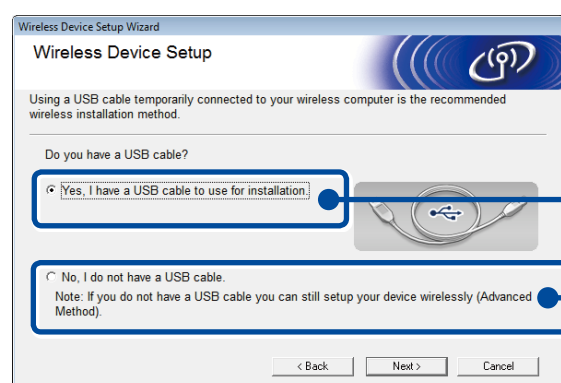 Wireless Device Setup Wizard
Wireless Device Setup
Using a USB cable temporarily connected to your wireless computer is the recommended
wireless installation method.
Do you have a USB cable?
Yes, I have a USB cable to use for installation.
No, I do not have a USB cable.
Note: If you do not have a USB cable you can still setup your device wirelessly (Advanced
Method).
< Back Next > Cancel